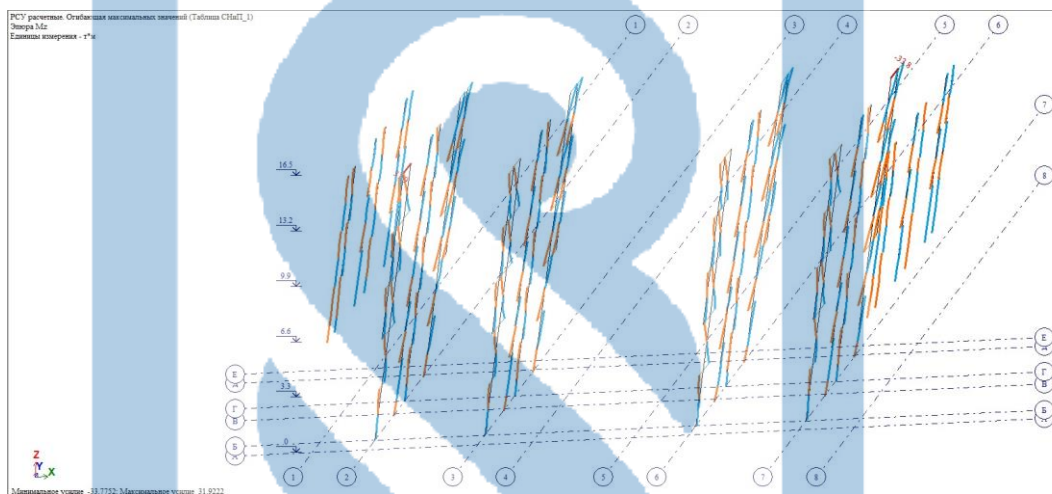 РСУ расчетные. Огибающая максимальных значений (Таблица СНиП_1)
Эпюра Mz
Единицы измерения - т*м
1 2 3 4 5 6
-33.8
7
16.5
8
13.2
9.9
6.6
Е Е
Д Д
Г Г
3.3
В В
Б Б
0
А А
Z
Y X
1 2 3 4 5 6 7 8
Минимальное усилие -33.7752; Максимальное усилие 31.9222